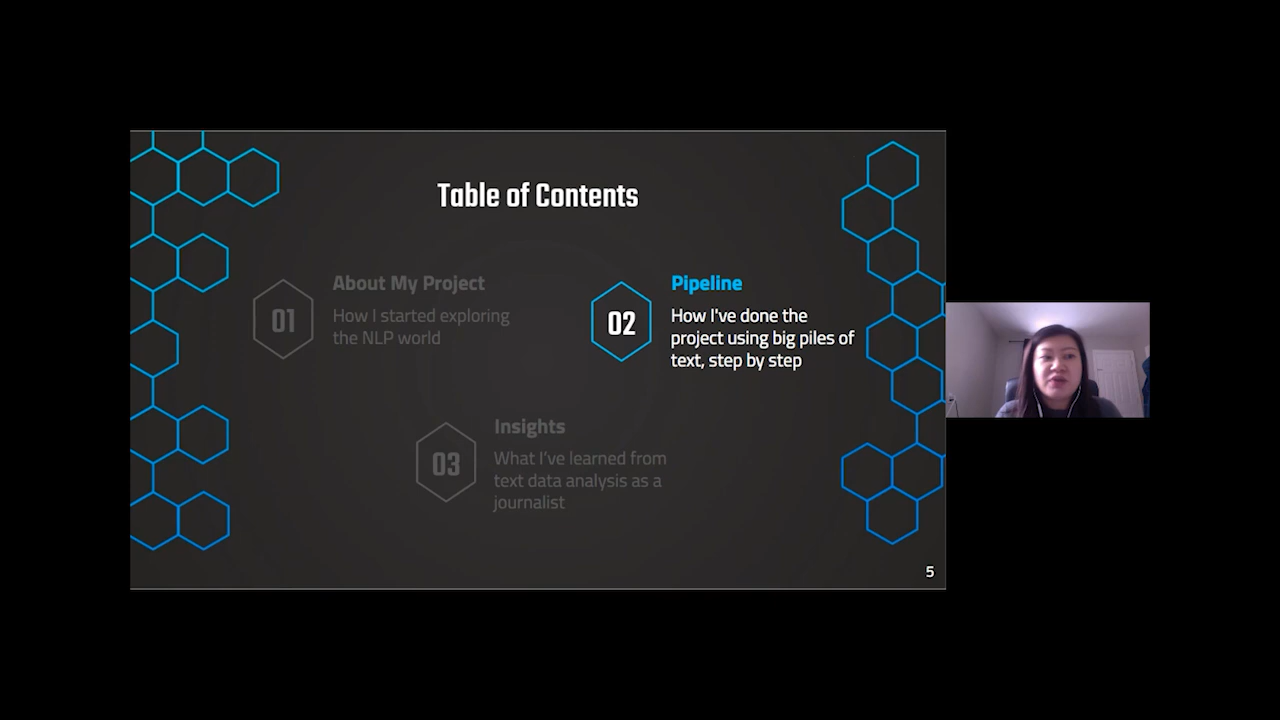 Table of Contents
01
About My Project
How I started exploring
the NLP world
02
Pipeline
How I've done the
project using big piles of
text, step by step
03
Insights
What I've learned from
text data analysis as a
journalist
5